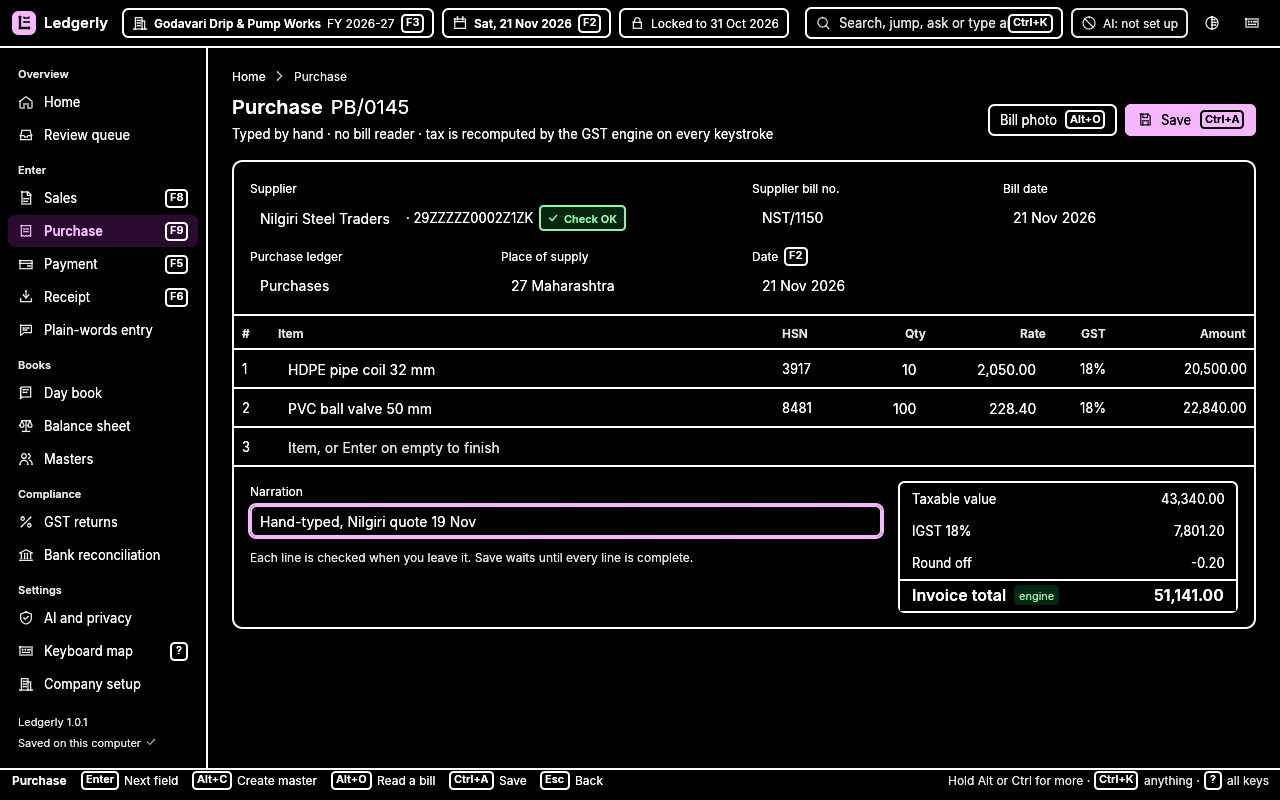 Ledgerly
Godavari Drip & Pump Works FY 2026-27 F3
Sat, 21 Nov 2026 F2
Locked to 31 Oct 2026
Search, jump, ask or type a Ctrl+K
AI: not set up
Overview
Home
Review queue
Enter
Sales F8
Purchase F9
Payment F5
Receipt F6
Plain-words entry
Books
Day book
Balance sheet
Masters
Compliance
GST returns
Bank reconciliation
Settings
AI and privacy
Keyboard map ?
Company setup
Ledgerly 1.0.1
Saved on this computer
Home Purchase
Purchase PB/0145
Typed by hand · no bill reader · tax is recomputed by the GST engine on every keystroke
Bill photo Alt+O
Save Ctrl+A
Supplier Supplier bill no. Bill date
Nilgiri Steel Traders · 29ZZZZZ0002Z1ZK Check OK NST/1150 21 Nov 2026
Purchase ledger Place of supply Date F2
Purchases 27 Maharashtra 21 Nov 2026
# Item HSN Qty Rate GST Amount
1 HDPE pipe coil 32 mm 3917 10 2,050.00 18% 20,500.00
2 PVC ball valve 50 mm 8481 100 228.40 18% 22,840.00
3 Item, or Enter on empty to finish
Narration
Hand-typed, Nilgiri quote 19 Nov
Each line is checked when you leave it. Save waits until every line is complete.
Taxable value 43,340.00
IGST 18% 7,801.20
Round off -0.20
Invoice total engine 51,141.00
Purchase Enter Next field Alt+C Create master Alt+O Read a bill Ctrl+A Save Esc Back
Hold Alt or Ctrl for more · Ctrl+K anything · ? all keys